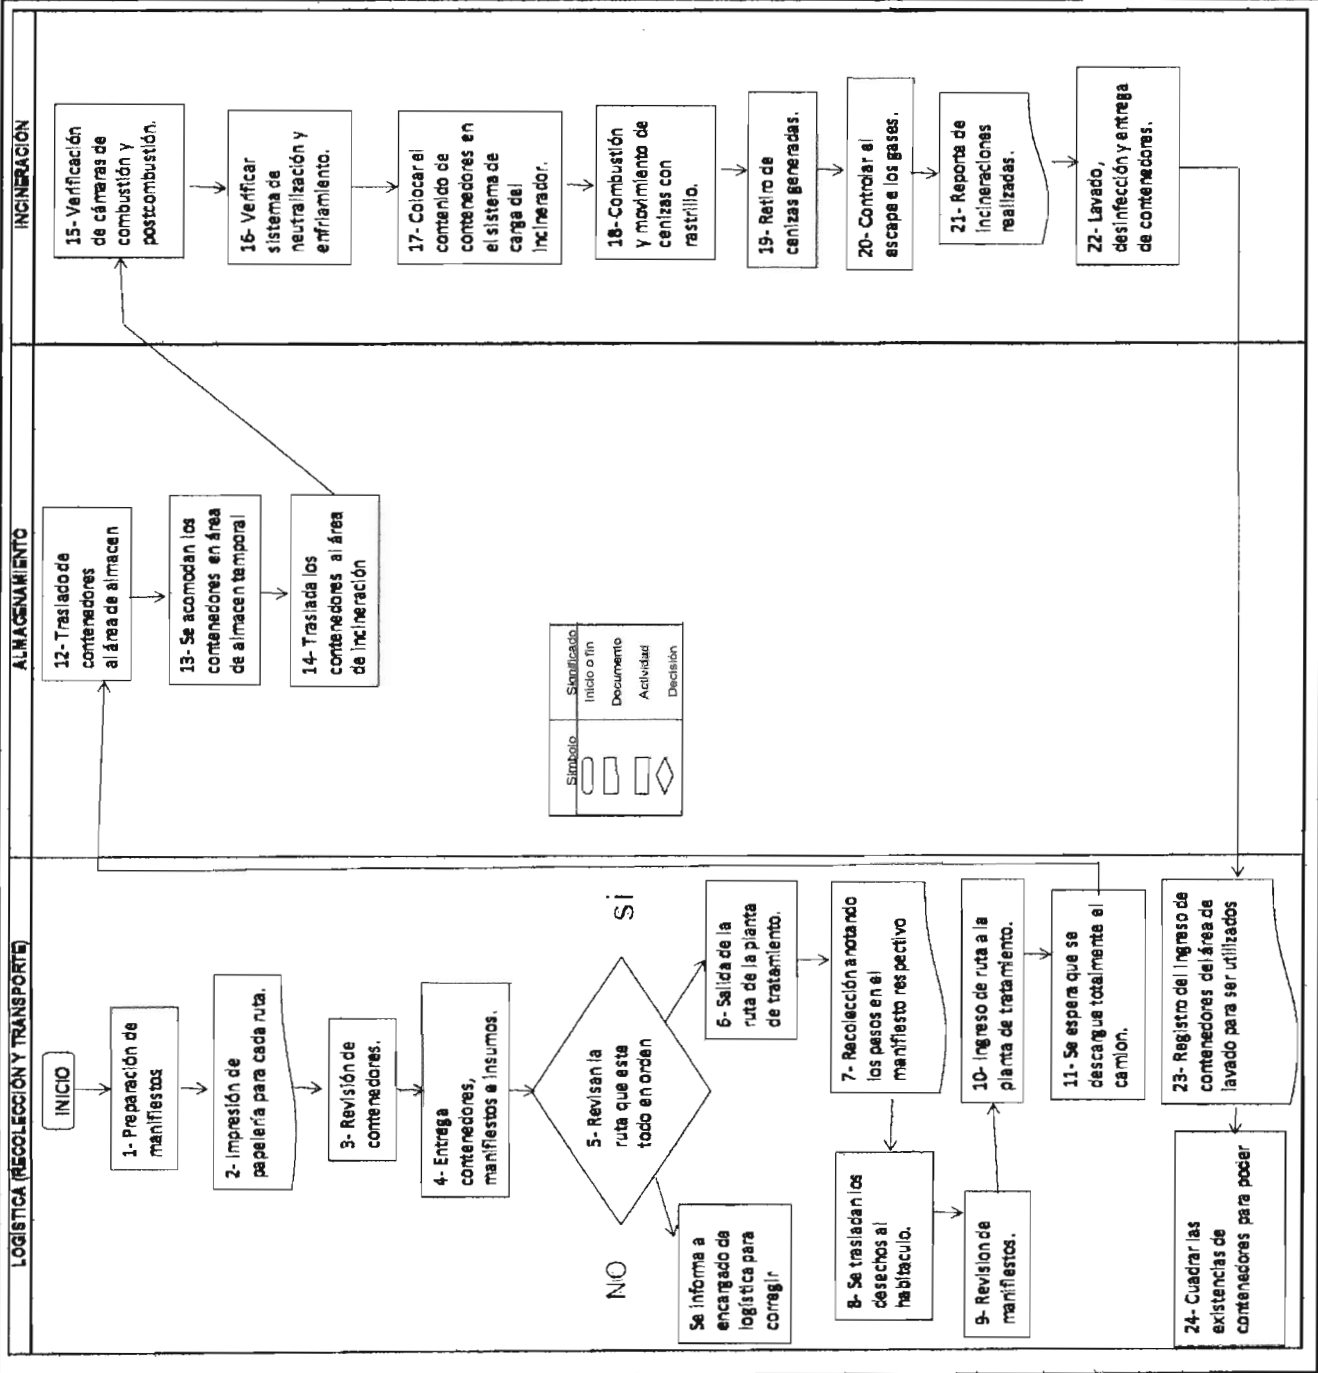 LOGISTICA (RECOLECCIÓN Y TRANSPORTE)
INICIO
1- Preparación de
manifiestos
2- Impresión de
papelería para cada ruta.
3- Revisión de
contenedores.
4- Entrega
contenedores,
manifiestos e insumos.
5- Revisan la
ruta que este
todo en orden
NO
SI
Se informa a
encargado de
logística para
corregir
6- Salida de la
ruta de la planta
de tratamiento.
7- Recolección anotando
los pesos en el
manifiesto respectivo
8- Se trasladan los
desechos al
habitaculo.
9- Revision de
manifiestos.
10- Ingreso de ruta a la
planta de tratamiento.
11- Se espera que se
descargue totalmente el
camion.
23- Registro del ingreso de
contenedores del área de
lavado para ser utilizados
24- Cuadrar las
existencias de
contenedores para poder
ALMACENAMIENTO
12- Traslado de
contenedores
al área de almacen
13- Se acomodan los
contenedores en área
de almacen temporal
14- Traslada los
contenedores al área
de incineración
Símbolo Significado
Inicio o fin
Documento
Actividad
Decisión
INCINERACIÓN
15- Verificación
de cámaras de
combustión y
postcombustión.
16- Verificar
sistema de
neutralización y
enfriamiento.
17- Colocar el
contenido de
contenedores en
el sistema de
carga del
incinerador.
18-Combustión
y movimiento de
cenizas con
rastrillo.
19- Retiro de
cenizas generadas.
20- Controlar el
escape e los gases.
21- Reporte de
incineraciones
realizadas.
22- Lavado,
desinfección y entrega
de contenedores.